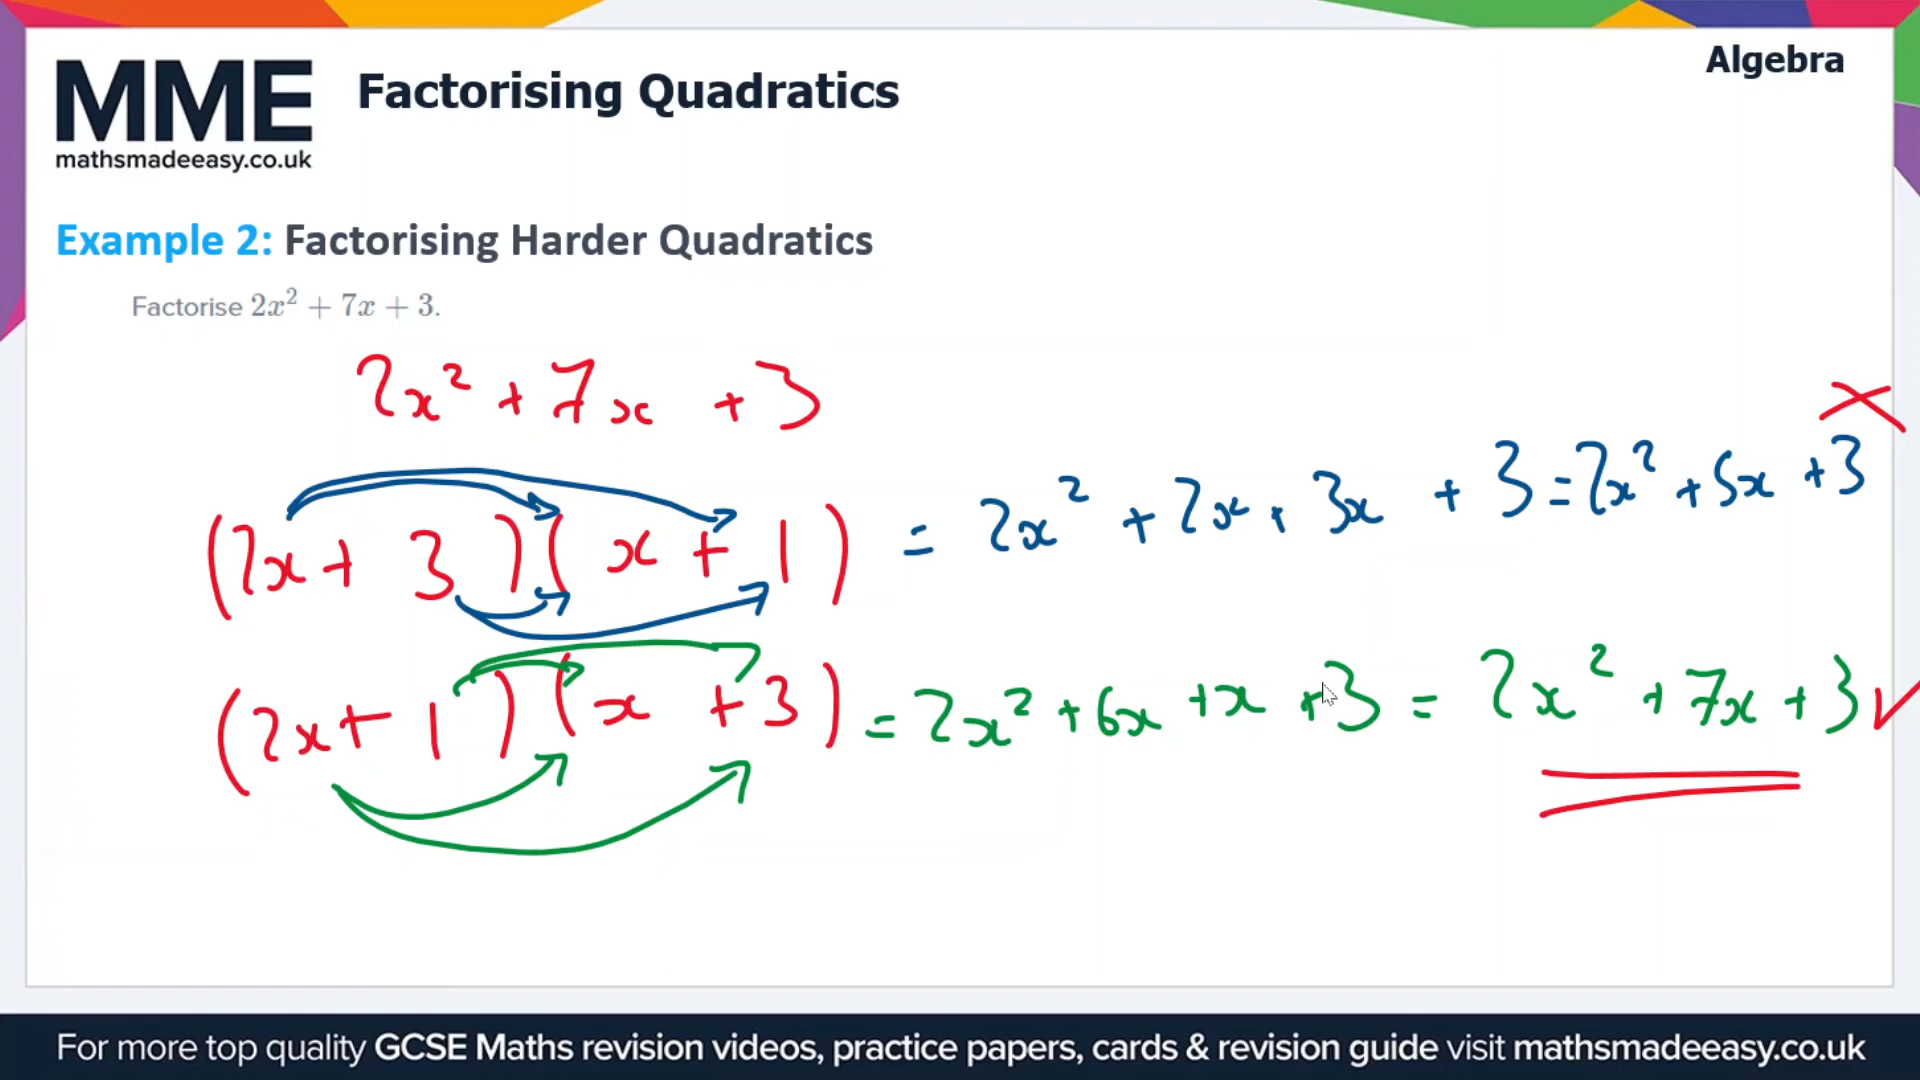 MME
mathsmadeeasy.co.uk
Factorising Quadratics
Algebra
Example 2: Factorising Harder Quadratics
Factorise 2x² + 7x + 3.
2x² + 7x + 3
(2x + 3)(x + 1) = 2x² + 2x + 3x + 3 = 2x² + 5x + 3 ✗
(2x + 1)(x + 3) = 2x² + 6x + x + 3 = 2x² + 7x + 3 ✓
For more top quality GCSE Maths revision videos, practice papers, cards & revision guide visit mathsmadeeasy.co.uk